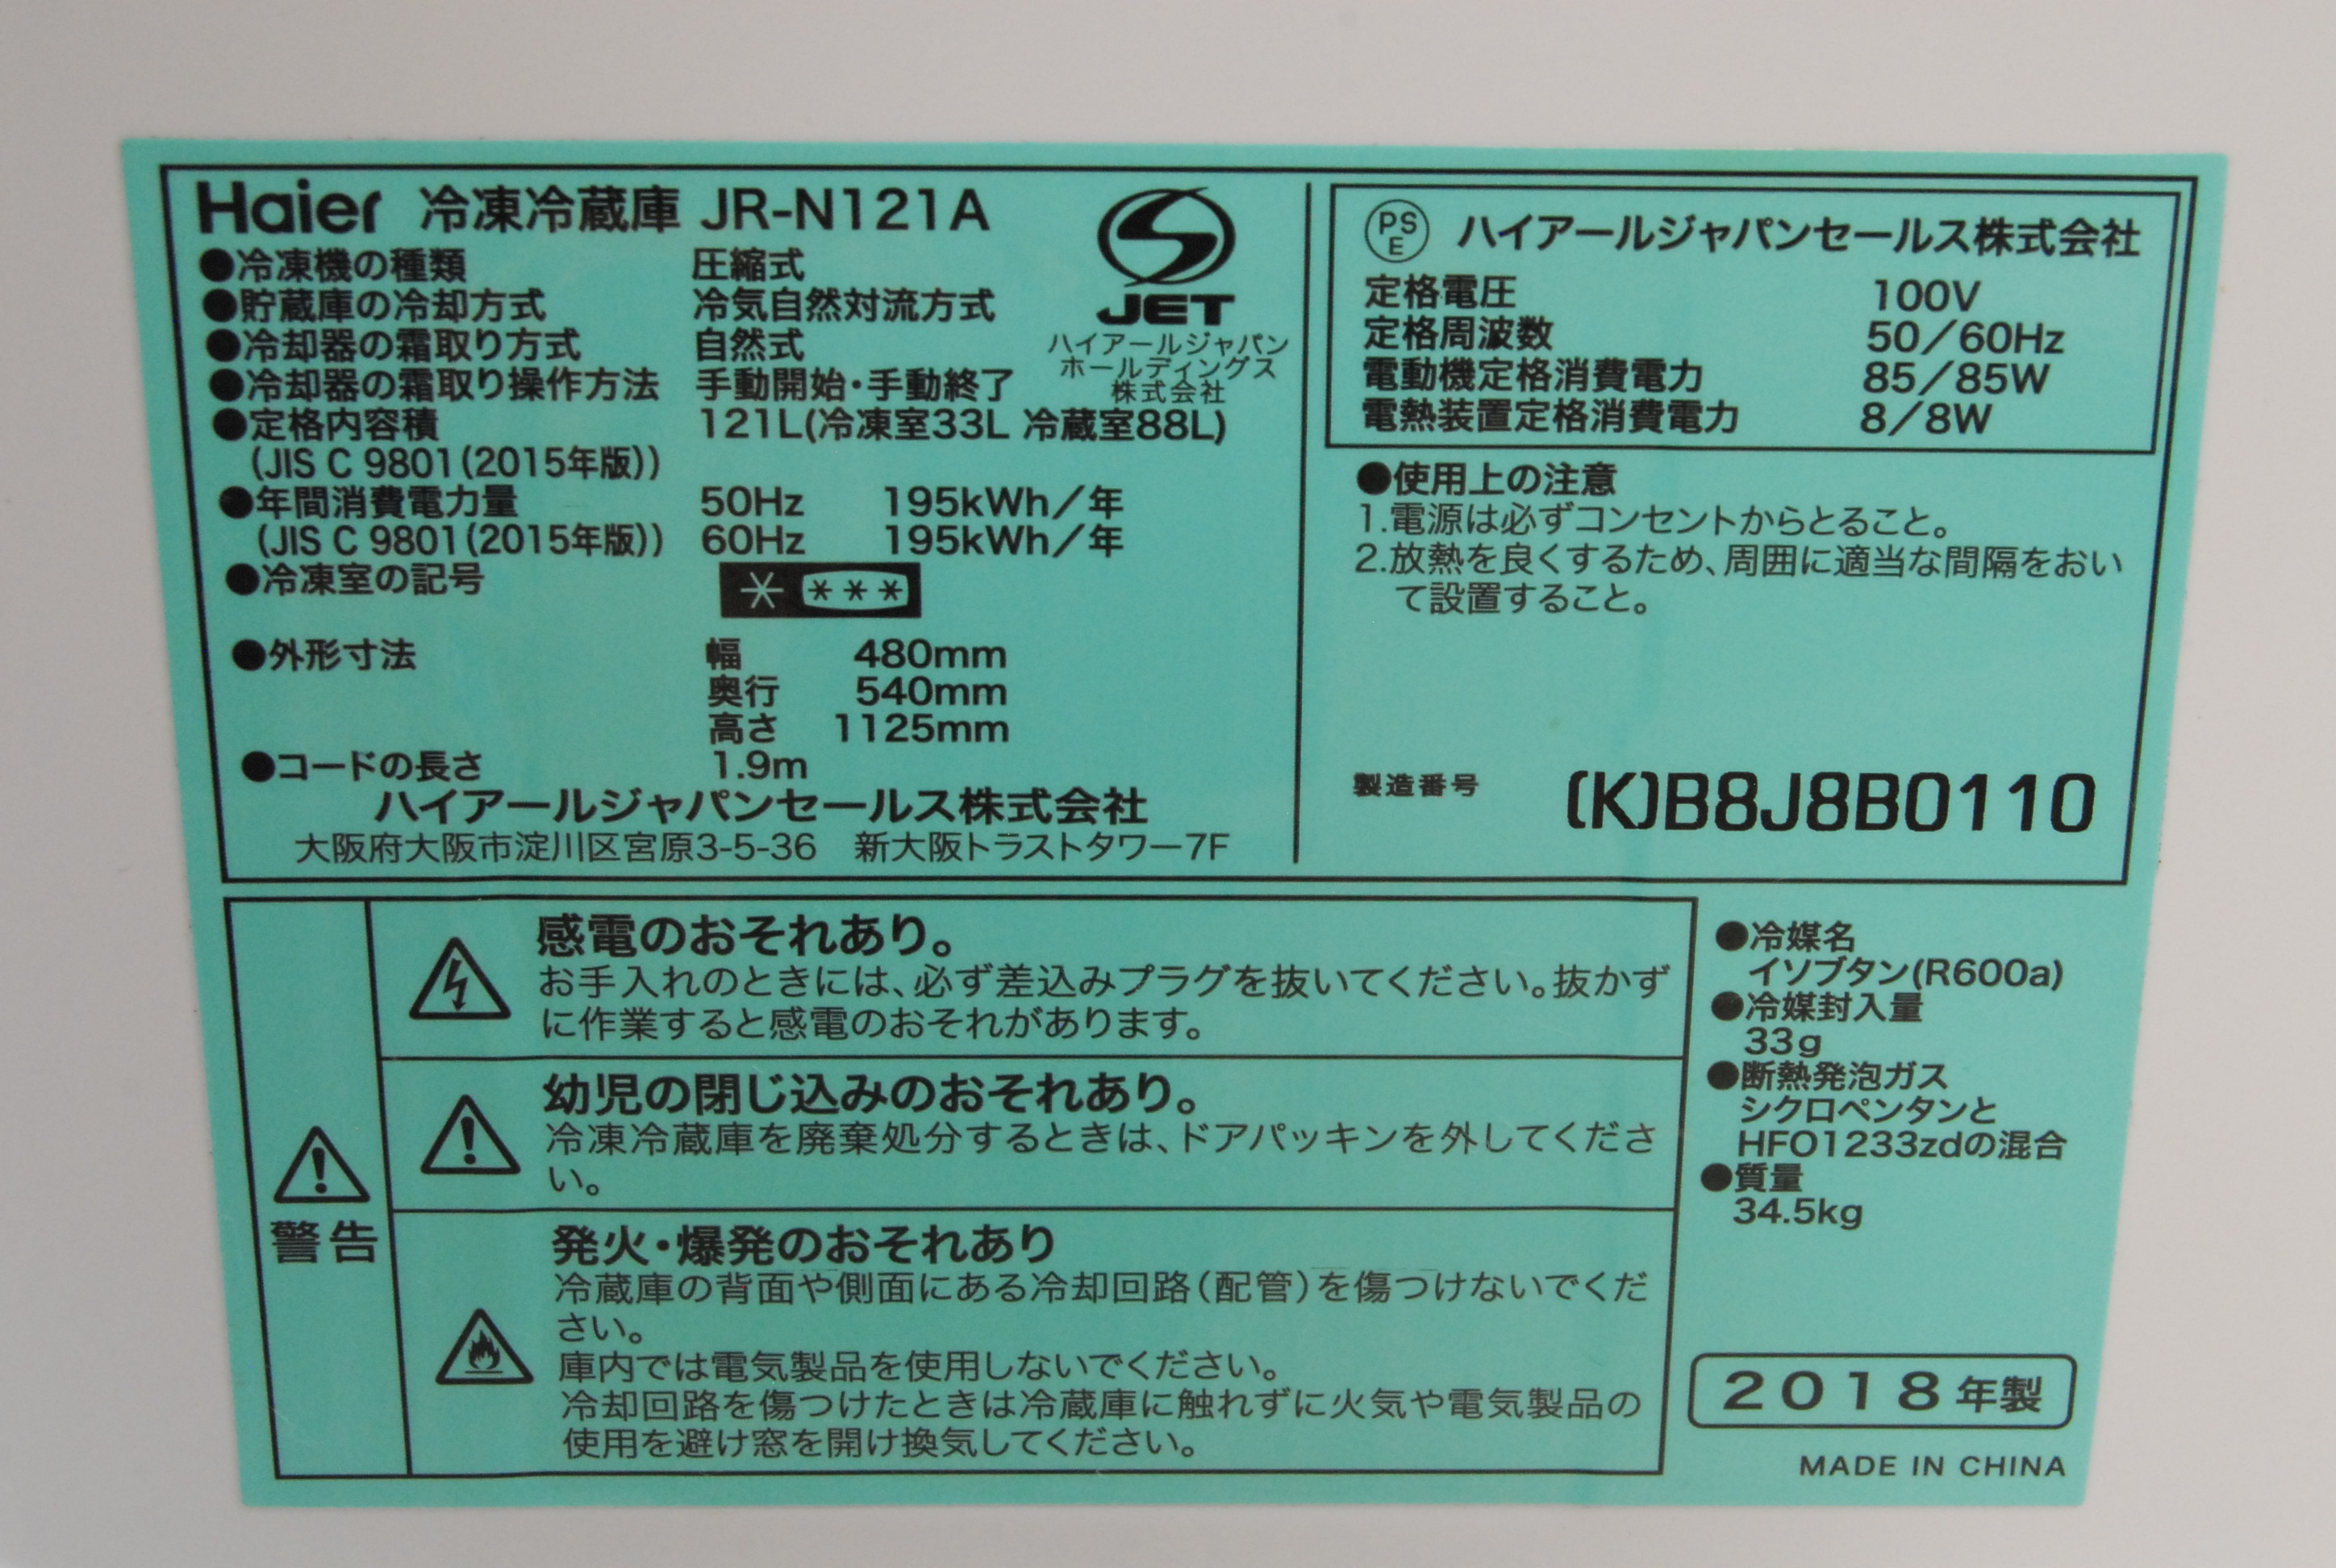 Haier 冷凍冷蔵庫 JR-N121A
●冷凍機の種類 圧縮式
●貯蔵庫の冷却方式 冷気自然対流方式
●冷却器の霜取り方式 自然式
●冷却器の霜取り操作方法 手動開始・手動終了
●定格内容積 121L(冷凍室33L 冷蔵室88L)
(JIS C 9801(2015年版))
●年間消費電力量 50Hz 195kWh／年
(JIS C 9801(2015年版)) 60Hz 195kWh／年
●冷凍室の記号
●外形寸法 幅 480mm
奥行 540mm
高さ 1125mm
●コードの長さ 1.9m
ハイアールジャパンセールス株式会社
大阪府大阪市淀川区宮原3-5-36 新大阪トラストタワー7F
JET
ハイアールジャパン
ホールディングス
株式会社
PSE ハイアールジャパンセールス株式会社
定格電圧 100V
定格周波数 50／60Hz
電動機定格消費電力 85／85W
電熱装置定格消費電力 8／8W
●使用上の注意
1.電源は必ずコンセントからとること。
2.放熱を良くするため、周囲に適当な間隔をおい
て設置すること。
製造番号 (K)B8J8B0110
警告
感電のおそれあり。
お手入れのときには、必ず差込みプラグを抜いてください。抜かず
に作業すると感電のおそれがあります。
幼児の閉じ込みのおそれあり。
冷凍冷蔵庫を廃棄処分するときは、ドアパッキンを外してくださ
い。
発火・爆発のおそれあり
冷蔵庫の背面や側面にある冷却回路(配管)を傷つけないでくだ
さい。
庫内では電気製品を使用しないでください。
冷却回路を傷つけたときは冷蔵庫に触れずに火気や電気製品の
使用を避け窓を開け換気してください。
●冷媒名
イソブタン(R600a)
●冷媒封入量
33g
●断熱発泡ガス
シクロペンタンと
HFO1233zdの混合
●質量
34.5kg
2018年製
MADE IN CHINA